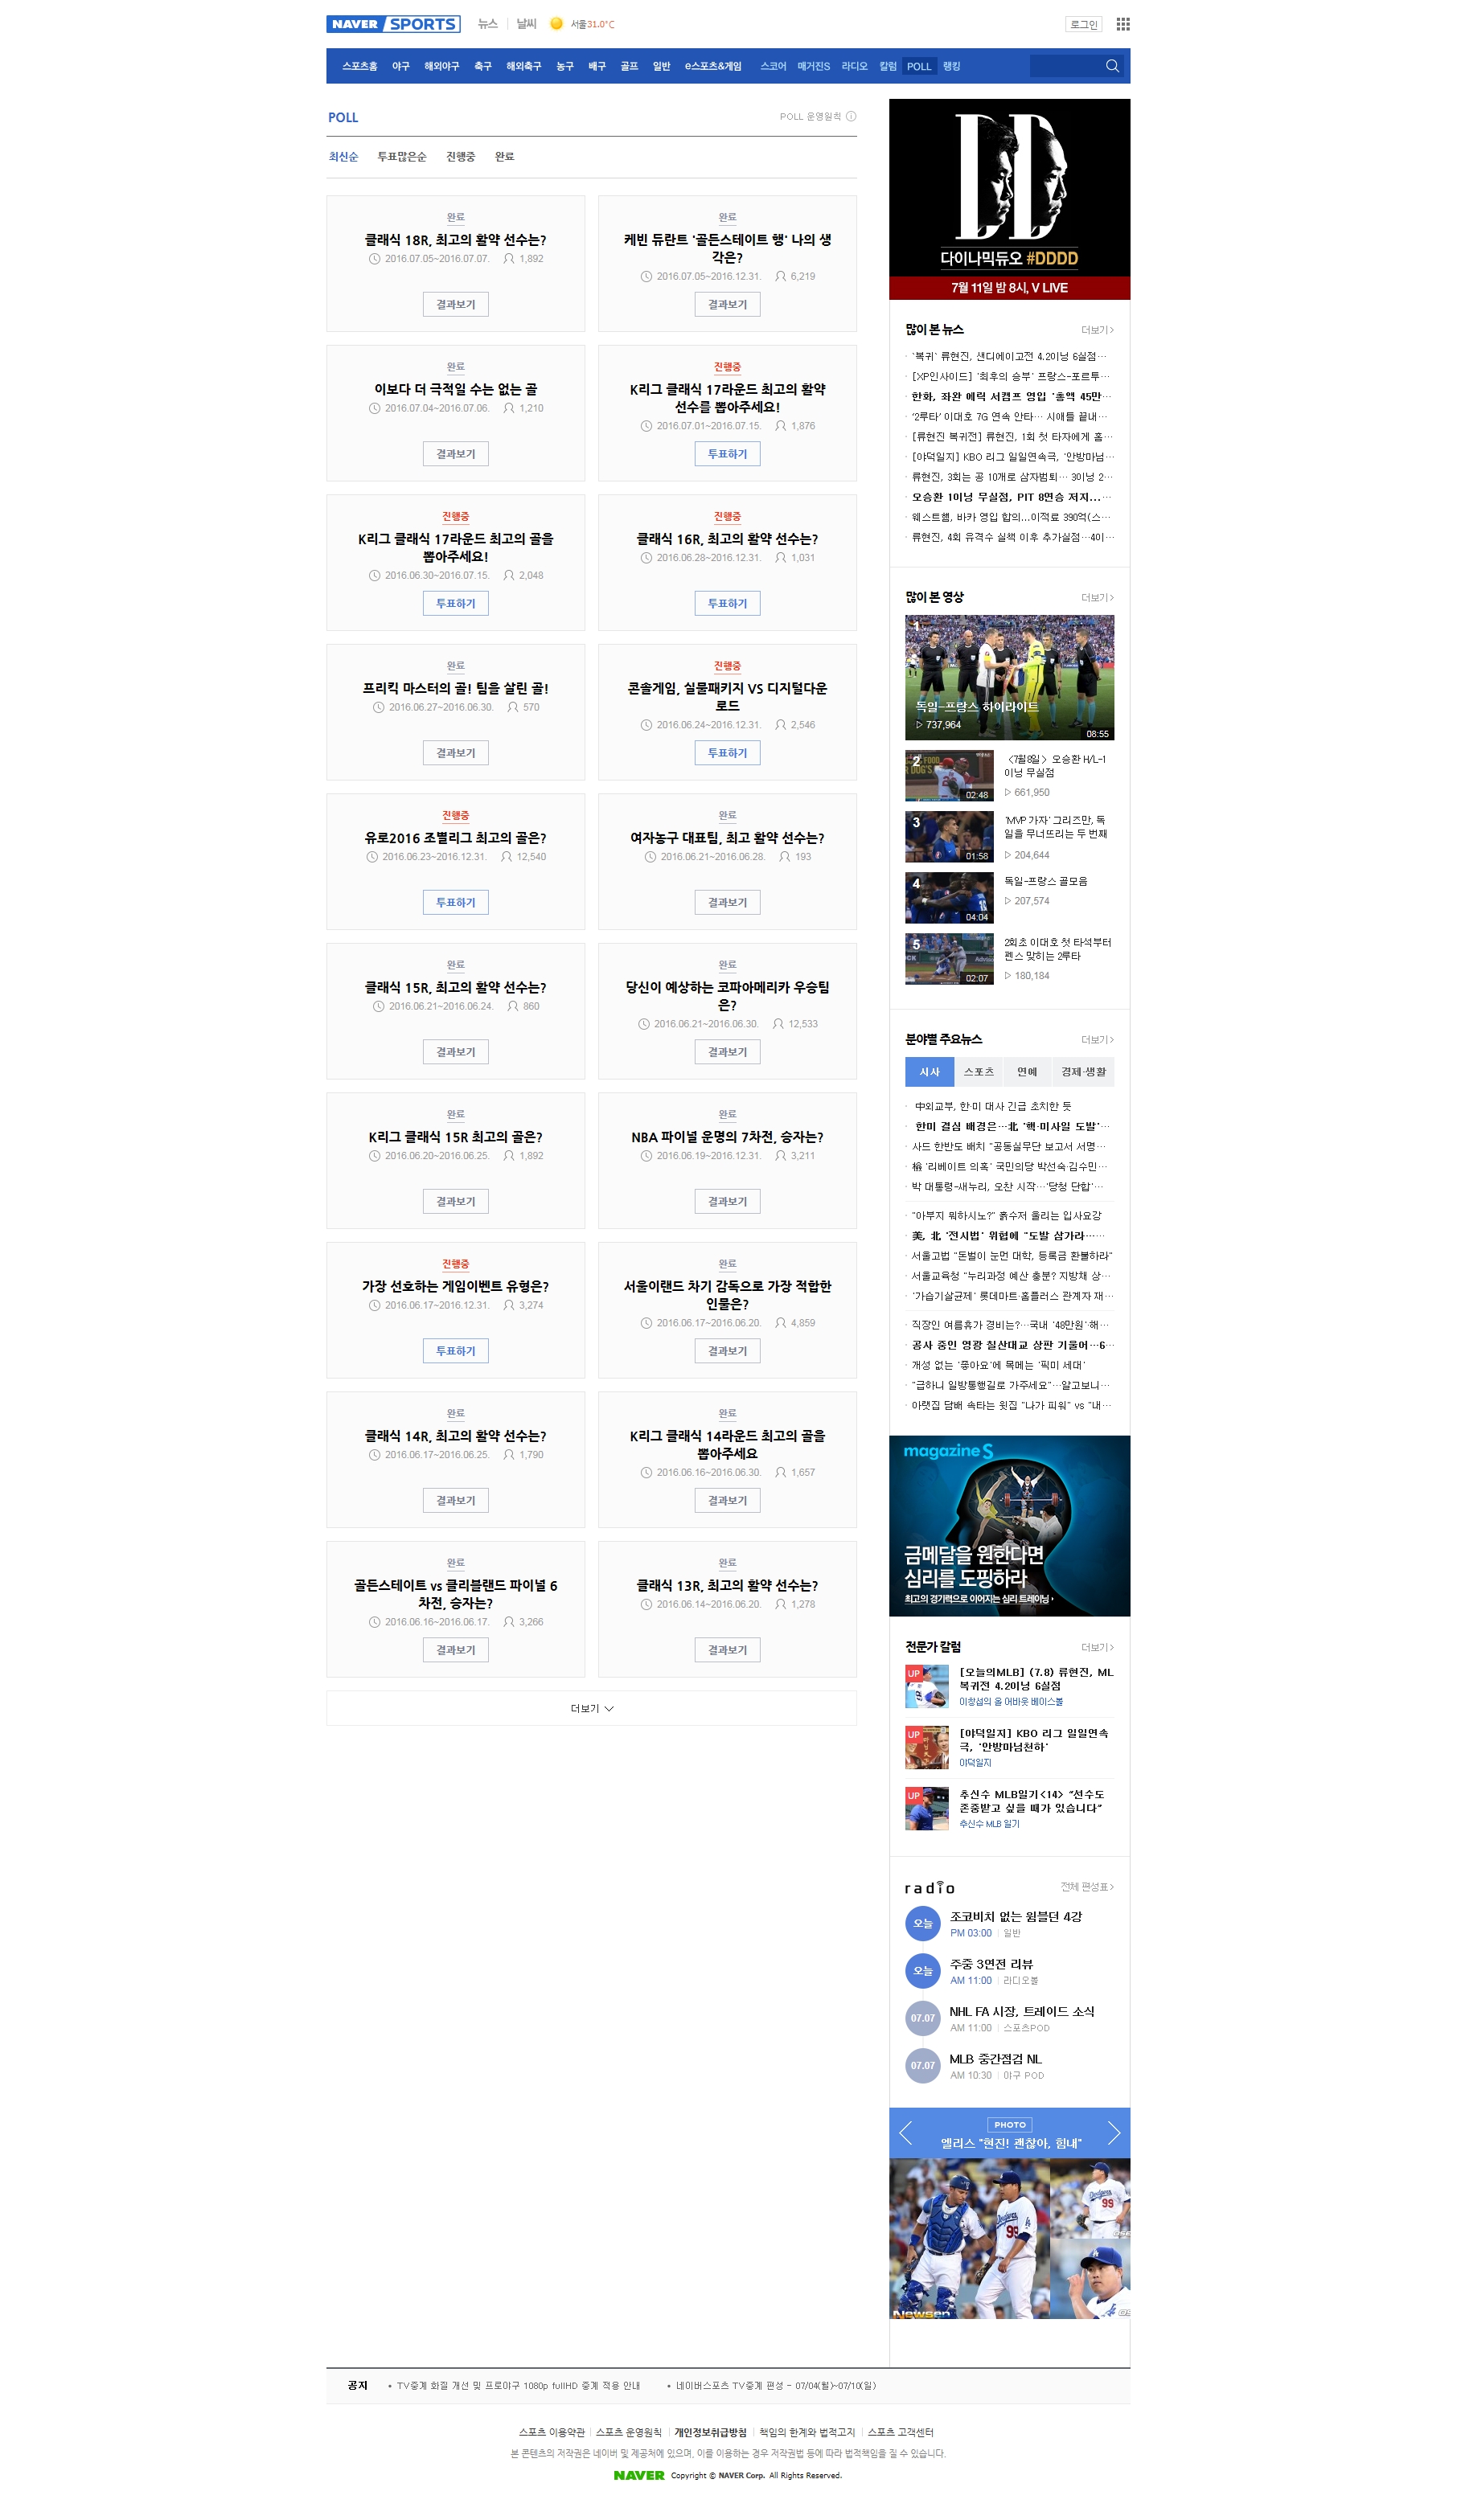 NAVER SPORTS 뉴스 날씨 서울31.0°C
로그인
스포츠홈 야구 해외야구 축구 해외축구 농구 배구 골프 일반 e스포츠&게임 스코어 매거진S 라디오 칼럼 POLL 랭킹
POLL
POLL 운영원칙
최신순 투표많은순 진행중 완료
완료
클래식 18R, 최고의 활약 선수는?
2016.07.05~2016.07.07. 1,892
결과보기
완료
케빈 듀란트 '골든스테이트 행' 나의 생
각은?
2016.07.05~2016.12.31. 6,219
결과보기
완료
이보다 더 극적일 수는 없는 골
2016.07.04~2016.07.06. 1,210
결과보기
진행중
K리그 클래식 17라운드 최고의 활약
선수를 뽑아주세요!
2016.07.01~2016.07.15. 1,876
투표하기
진행중
K리그 클래식 17라운드 최고의 골을
뽑아주세요!
2016.06.30~2016.07.15. 2,048
투표하기
진행중
클래식 16R, 최고의 활약 선수는?
2016.06.28~2016.12.31. 1,031
투표하기
완료
프리킥 마스터의 골! 팀을 살린 골!
2016.06.27~2016.06.30. 570
결과보기
진행중
콘솔게임, 실물패키지 VS 디지털다운
로드
2016.06.24~2016.12.31. 2,546
투표하기
진행중
유로2016 조별리그 최고의 골은?
2016.06.23~2016.12.31. 12,540
투표하기
완료
여자농구 대표팀, 최고 활약 선수는?
2016.06.21~2016.06.28. 193
결과보기
완료
클래식 15R, 최고의 활약 선수는?
2016.06.21~2016.06.24. 860
결과보기
완료
당신이 예상하는 코파아메리카 우승팀
은?
2016.06.21~2016.06.30. 12,533
결과보기
완료
K리그 클래식 15R 최고의 골은?
2016.06.20~2016.06.25. 1,892
결과보기
완료
NBA 파이널 운명의 7차전, 승자는?
2016.06.19~2016.12.31. 3,211
결과보기
진행중
가장 선호하는 게임이벤트 유형은?
2016.06.17~2016.12.31. 3,274
투표하기
완료
서울이랜드 차기 감독으로 가장 적합한
인물은?
2016.06.17~2016.06.20. 4,859
결과보기
완료
클래식 14R, 최고의 활약 선수는?
2016.06.17~2016.06.25. 1,790
결과보기
완료
K리그 클래식 14라운드 최고의 골을
뽑아주세요
2016.06.16~2016.06.30. 1,657
결과보기
완료
골든스테이트 vs 클리블랜드 파이널 6
차전, 승자는?
2016.06.16~2016.06.17. 3,266
결과보기
완료
클래식 13R, 최고의 활약 선수는?
2016.06.14~2016.06.20. 1,278
결과보기
더보기
DD
다이나믹듀오 #DDDD
7월 11일 밤 8시, V LIVE
많이 본 뉴스 더보기
'복귀' 류현진, 샌디에이고전 4.2이닝 6실점…
[XP인사이드] '최후의 승부' 프랑스-포르투…
한화, 좌완 에릭 서캠프 영입 '총액 45만…
'2루타' 이대호 7G 연속 안타… 시애틀 끝내…
[류현진 복귀전] 류현진, 1회 첫 타자에게 홈…
[야덕일지] KBO 리그 일일연속극, '안방마님…
류현진, 3회는 공 10개로 삼자범퇴… 3이닝 2…
오승환 1이닝 무실점, PIT 8연승 저지...…
웨스트햄, 바카 영입 합의...이적료 390억(스…
류현진, 4회 유격수 실책 이후 추가실점…4이…
많이 본 영상 더보기
1
독일-프랑스 하이라이트
737,964
08:55
2
02:48
<7월8일> 오승환 H/L-1
이닝 무실점
661,950
3
01:58
'MVP 가자' 그리즈만, 독
일을 무너뜨리는 두 번째
204,644
4
04:04
독일-프랑스 골모음
207,574
5
02:07
2회초 이대호 첫 타석부터
펜스 맞히는 2루타
180,184
분야별 주요뉴스 더보기
시사 스포츠 연예 경제·생활
中외교부, 한·미 대사 긴급 초치한 듯
한미 결심 배경은…北 '핵·미사일 도발'…
사드 한반도 배치 "공동실무단 보고서 서명…
檢 '리베이트 의혹' 국민의당 박선숙·김수민…
박 대통령-새누리, 오찬 시작…'당청 단합'…
"아부지 뭐하시노?" 흙수저 울리는 입사요강
美, 北 '전시법' 위협에 "도발 삼가라…
서울고법 "돈벌이 눈먼 대학, 등록금 환불하라"
서울교육청 "누리과정 예산 충분? 지방채 상…
'가습기살균제' 롯데마트·홈플러스 관계자 재…
직장인 여름휴가 경비는?…국내 '48만원'·해…
공사 중인 영광 칠산대교 상판 기울어…6…
개성 없는 '좋아요'에 목메는 '픽미 세대'
"급하니 일방통행길로 가주세요"…알고보니…
아랫집 담배 속타는 윗집 "나가 피워" vs "내…
magazine S
금메달을 원한다면
심리를 도핑하라
최고의 경기력으로 이어지는 심리 트레이닝
전문가 칼럼 더보기
UP
[오늘의MLB] (7.8) 류현진, ML
복귀전 4.2이닝 6실점
이창섭의 올 어바웃 베이스볼
UP
[야덕일지] KBO 리그 일일연속
극, '안방마님천하'
야덕일지
UP
추신수 MLB일기<14> "선수도
존중받고 싶을 때가 있습니다"
추신수 MLB 일기
radio 전체 편성표
오늘 조코비치 없는 윔블던 4강
PM 03:00 일반
오늘 주중 3연전 리뷰
AM 11:00 라디오볼
07.07 NHL FA 시장, 트레이드 소식
AM 11:00 스포츠POD
07.07 MLB 중간점검 NL
AM 10:30 야구 POD
PHOTO
엘리스 "현진! 괜찮아, 힘내"
Dodgers
99
Newsen
공지 TV중계 화질 개선 및 프로야구 1080p fullHD 중계 적용 안내 네이버스포츠 TV중계 편성 - 07/04(월)~07/10(일)
스포츠 이용약관 스포츠 운영원칙 개인정보취급방침 책임의 한계와 법적고지 스포츠 고객센터
본 콘텐츠의 저작권은 네이버 및 제공처에 있으며, 이를 이용하는 경우 저작권법 등에 따라 법적책임을 질 수 있습니다.
NAVER Copyright © NAVER Corp. All Rights Reserved.